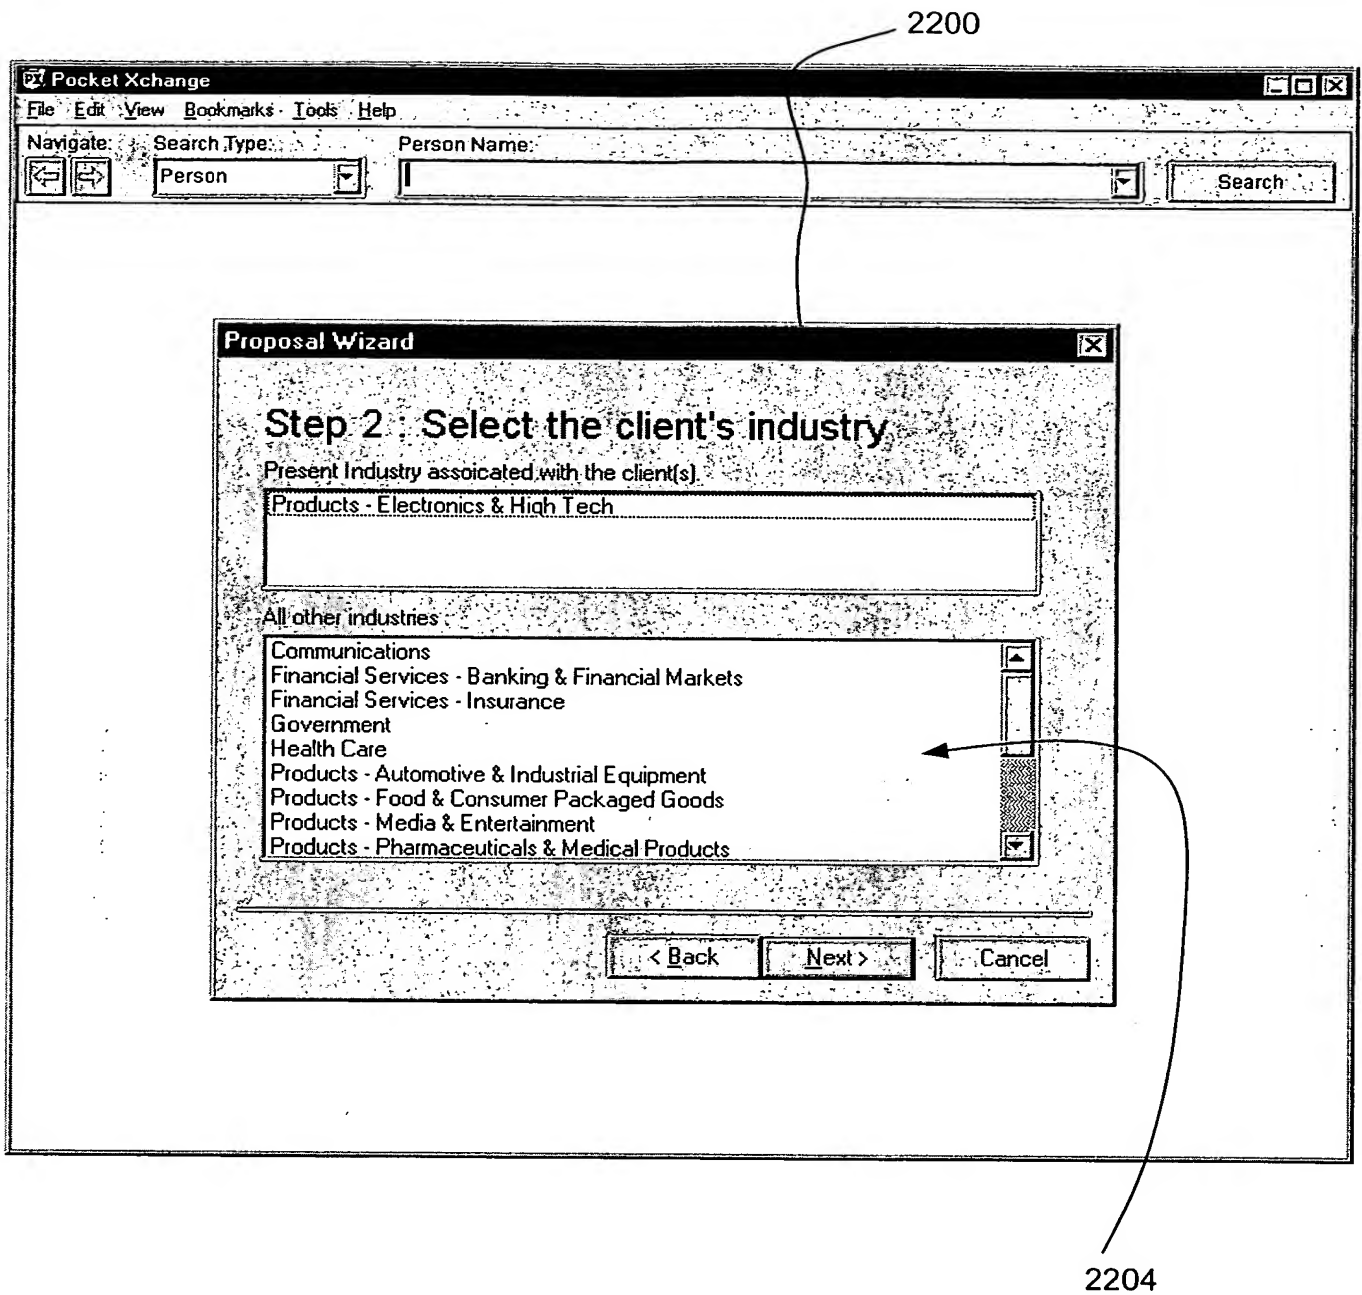 2200
Pocket Xchange
File Edit View Bookmarks Tools Help
Navigate: Search Type: Person Name:
Person Search
Proposal Wizard
Step 2 : Select the client's industry
Present Industry assoicated with the client(s).
Products - Electronics & High Tech
All other industries :
Communications
Financial Services - Banking & Financial Markets
Financial Services - Insurance
Government
Health Care
Products - Automotive & Industrial Equipment
Products - Food & Consumer Packaged Goods
Products - Media & Entertainment
Products - Pharmaceuticals & Medical Products
< Back Next > Cancel
2204